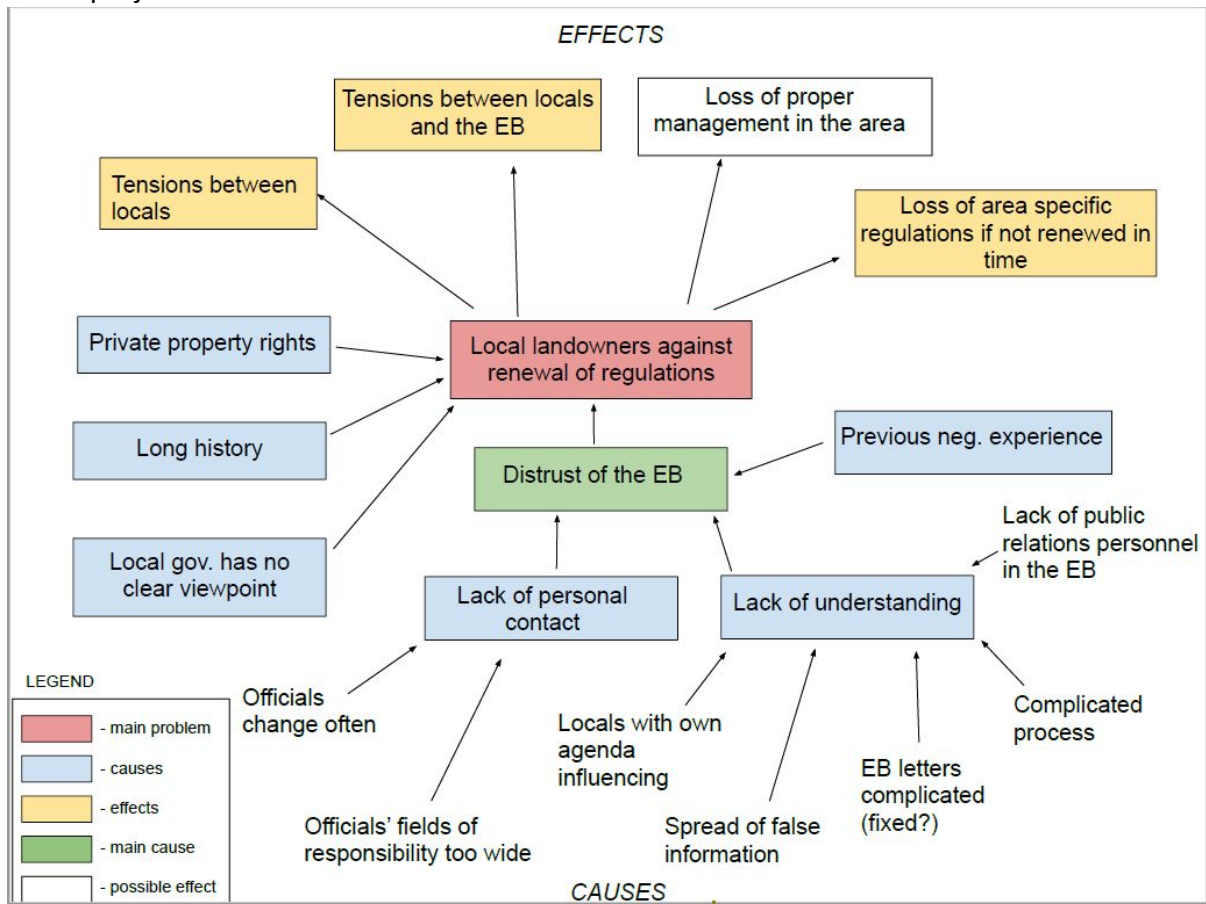 EFFECTS
Tensions between locals
and the EB
Loss of proper
management in the area
Tensions between
locals
Loss of area specific
regulations if not renewed in
time
Private property rights
Local landowners against
renewal of regulations
Long history
Previous neg. experience
Distrust of the EB
Local gov. has no
clear viewpoint
Lack of public
relations personnel
in the EB
Lack of personal
contact
Lack of understanding
LEGEND
- main problem
- causes
- effects
- main cause
- possible effect
Officials
change often
Locals with own
agenda
influencing
Complicated
process
EB letters
complicated
(fixed?)
Officials' fields of
responsibility too wide
Spread of false
information
CAUSES